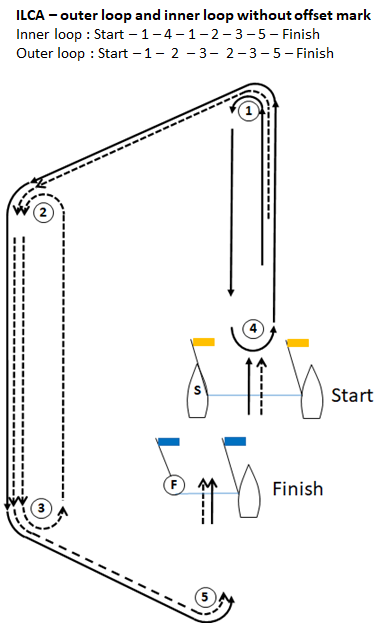 ILCA – outer loop and inner loop without offset mark
Inner loop : Start – 1 – 4 – 1 – 2 – 3 – 5 – Finish
Outer loop : Start – 1 – 2 – 3 – 2 – 3 – 5 – Finish
1
2
4
S
Start
F
Finish
3
5